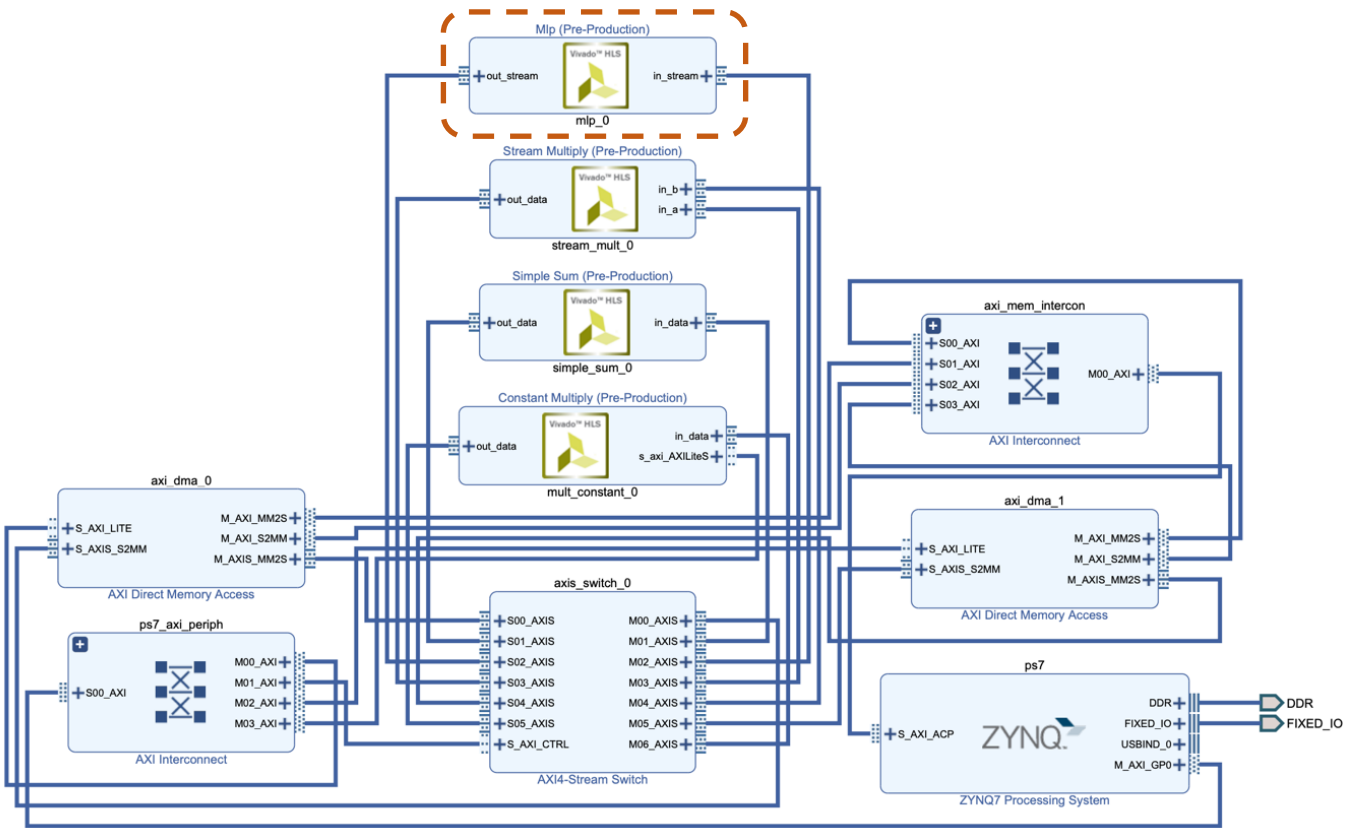 Mlp (Pre-Production)
Vivado™ HLS
out_stream
in_stream
mlp_0
Stream Multiply (Pre-Production)
Vivado™ HLS
out_data
in_b
in_a
stream_mult_0
Simple Sum (Pre-Production)
Vivado™ HLS
out_data
in_data
simple_sum_0
Constant Multiply (Pre-Production)
Vivado™ HLS
out_data
in_data
s_axi_AXILiteS
mult_constant_0
axi_mem_intercon
S00_AXI
S01_AXI
S02_AXI
S03_AXI
M00_AXI
AXI Interconnect
axi_dma_0
S_AXI_LITE
S_AXIS_S2MM
M_AXI_MM2S
M_AXI_S2MM
M_AXIS_MM2S
AXI Direct Memory Access
axi_dma_1
S_AXI_LITE
S_AXIS_S2MM
M_AXI_MM2S
M_AXI_S2MM
M_AXIS_MM2S
AXI Direct Memory Access
ps7_axi_periph
S00_AXI
M00_AXI
M01_AXI
M02_AXI
M03_AXI
AXI Interconnect
axis_switch_0
S00_AXIS
S01_AXIS
S02_AXIS
S03_AXIS
S04_AXIS
S05_AXIS
S_AXI_CTRL
M00_AXIS
M01_AXIS
M02_AXIS
M03_AXIS
M04_AXIS
M05_AXIS
M06_AXIS
AXI4-Stream Switch
ps7
S_AXI_ACP
ZYNQ
DDR
FIXED_IO
USBIND_0
M_AXI_GP0
ZYNQ7 Processing System
DDR
FIXED_IO